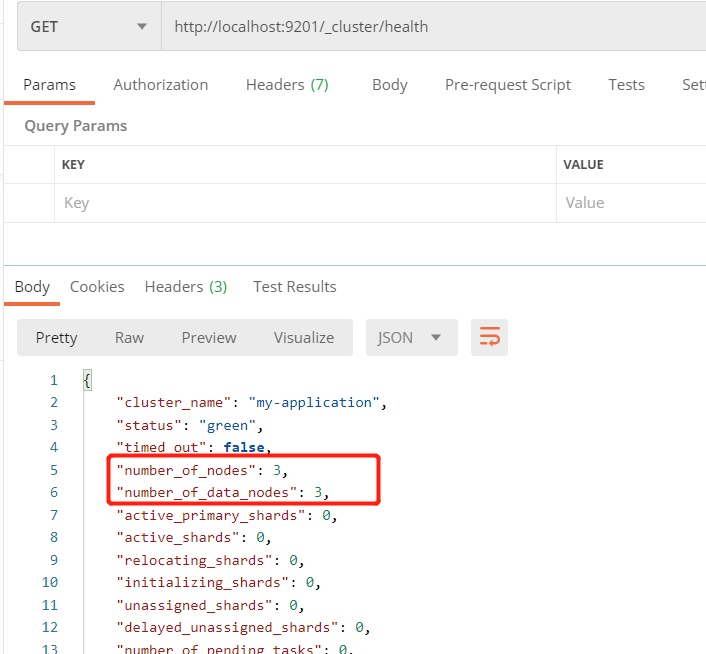 GET http://localhost:9201/_cluster/health
Params Authorization Headers (7) Body Pre-request Script Tests Set
Query Params
KEY VALUE
Key Value
Body Cookies Headers (3) Test Results
Pretty Raw Preview Visualize JSON
1 {
2 "cluster_name": "my-application",
3 "status": "green",
4 "timed_out": false,
5 "number_of_nodes": 3,
6 "number_of_data_nodes": 3,
7 "active_primary_shards": 0,
8 "active_shards": 0,
9 "relocating_shards": 0,
10 "initializing_shards": 0,
11 "unassigned_shards": 0,
12 "delayed_unassigned_shards": 0,
13 "number_of_pending_tasks": 0,